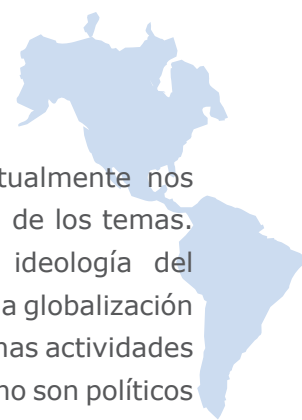 tualmente nos
de los temas.
ideología del
a globalización
nas actividades
no son políticos